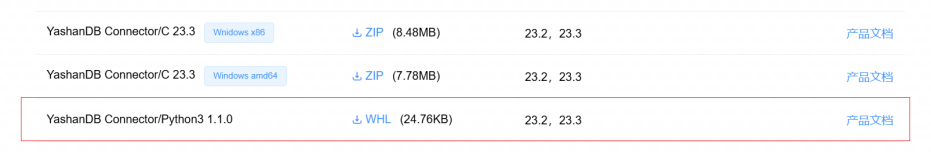 YashanDB Connector/C 23.3 Wnidows x86 ZIP (8.48MB) 23.2，23.3 产品文档
YashanDB Connector/C 23.3 Windows amd64 ZIP (7.78MB) 23.2，23.3 产品文档
YashanDB Connector/Python3 1.1.0 WHL (24.76KB) 23.2，23.3 产品文档